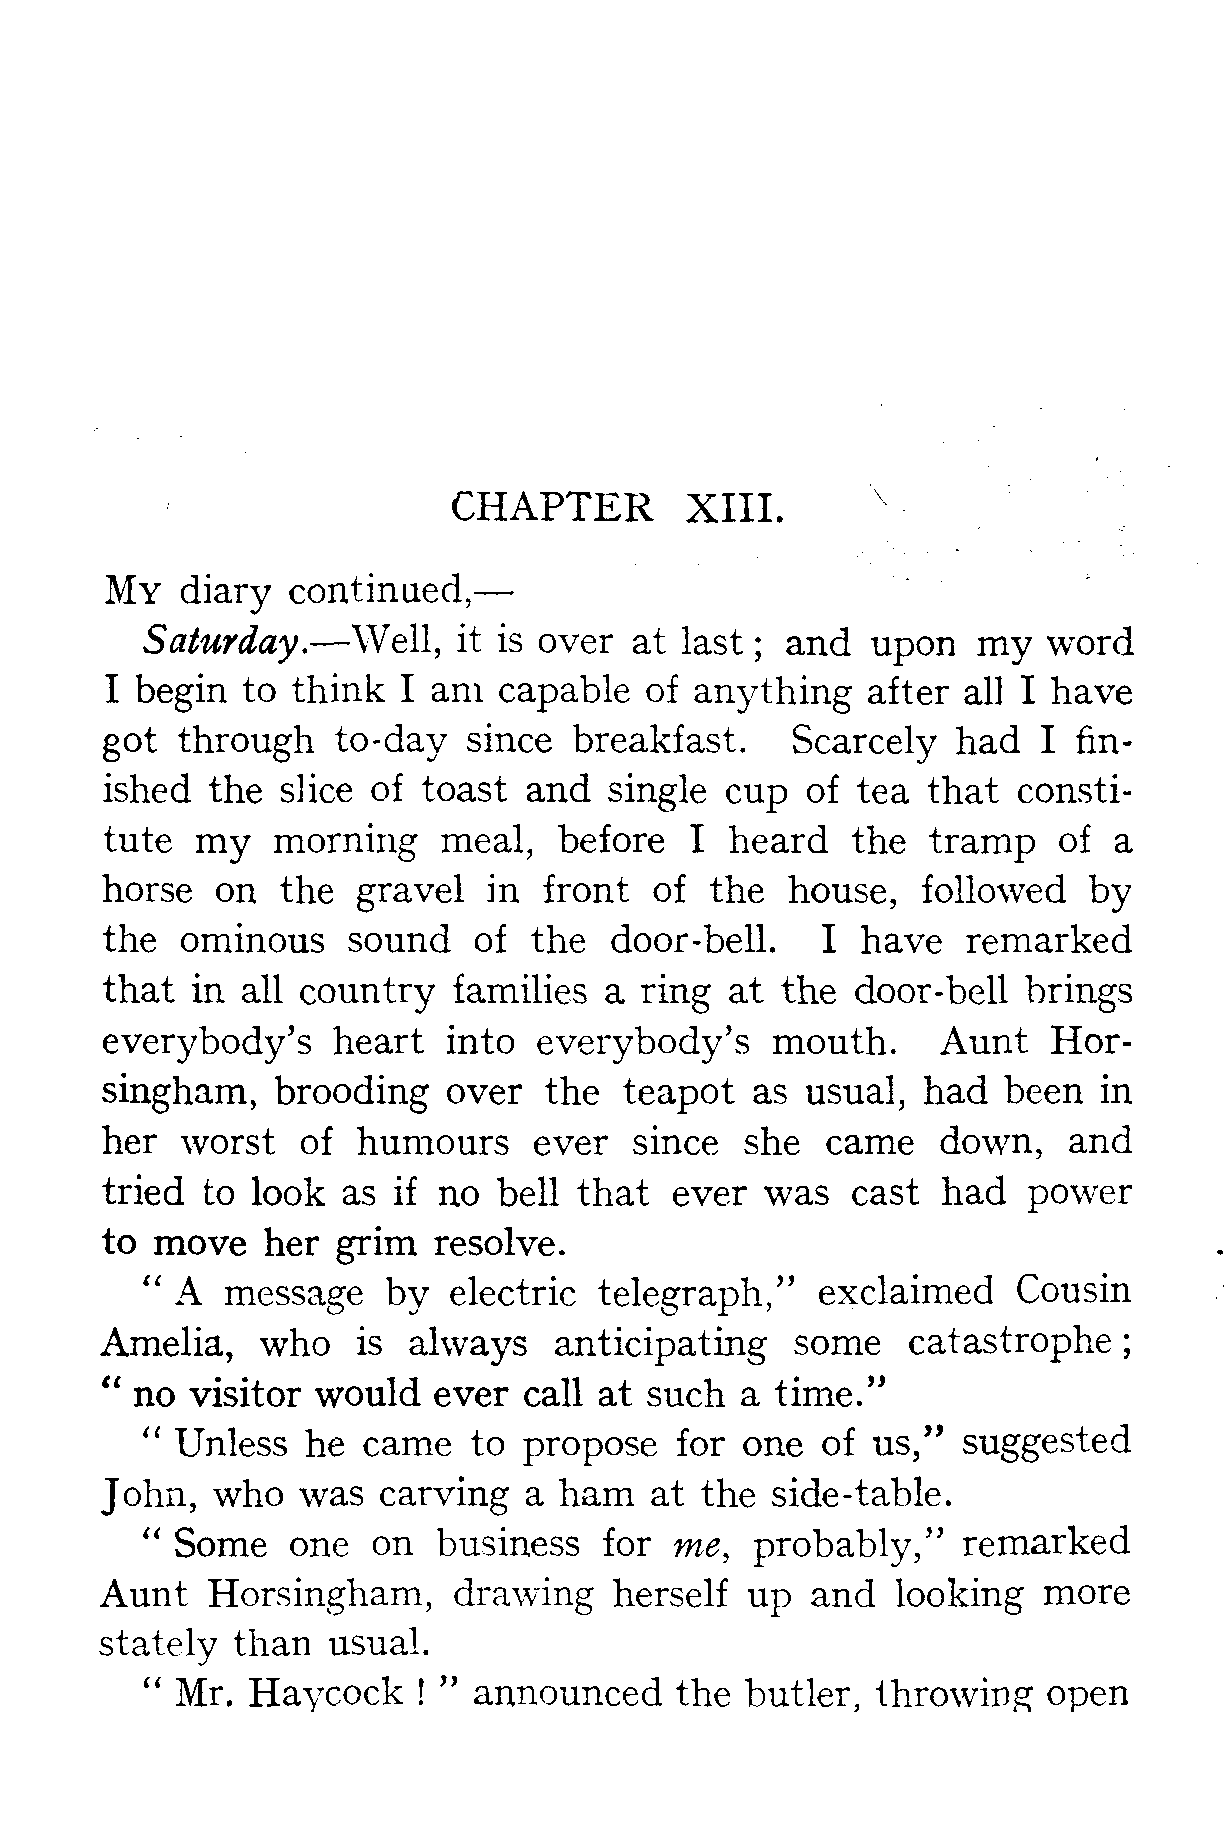 CHAPTER XIII.
MY diary continued,—
Saturday.—Well, it is over at last ; and upon my word
I begin to think I am capable of anything after all I have
got through to-day since breakfast. Scarcely had I fin-
ished the slice of toast and single cup of tea that consti-
tute my morning meal, before I heard the tramp of a
horse on the gravel in front of the house, followed by
the ominous sound of the door-bell. I have remarked
that in all country families a ring at the door-bell brings
everybody's heart into everybody's mouth. Aunt Hor-
singham, brooding over the teapot as usual, had been in
her worst of humours ever since she came down, and
tried to look as if no bell that ever was cast had power
to move her grim resolve.
“ A message by electric telegraph,” exclaimed Cousin
Amelia, who is always anticipating some catastrophe ;
“ no visitor would ever call at such a time.”
“ Unless he came to propose for one of us,” suggested
John, who was carving a ham at the side-table.
“ Some one on business for me, probably,” remarked
Aunt Horsingham, drawing herself up and looking more
stately than usual.
“ Mr. Haycock ! ” announced the butler, throwing open